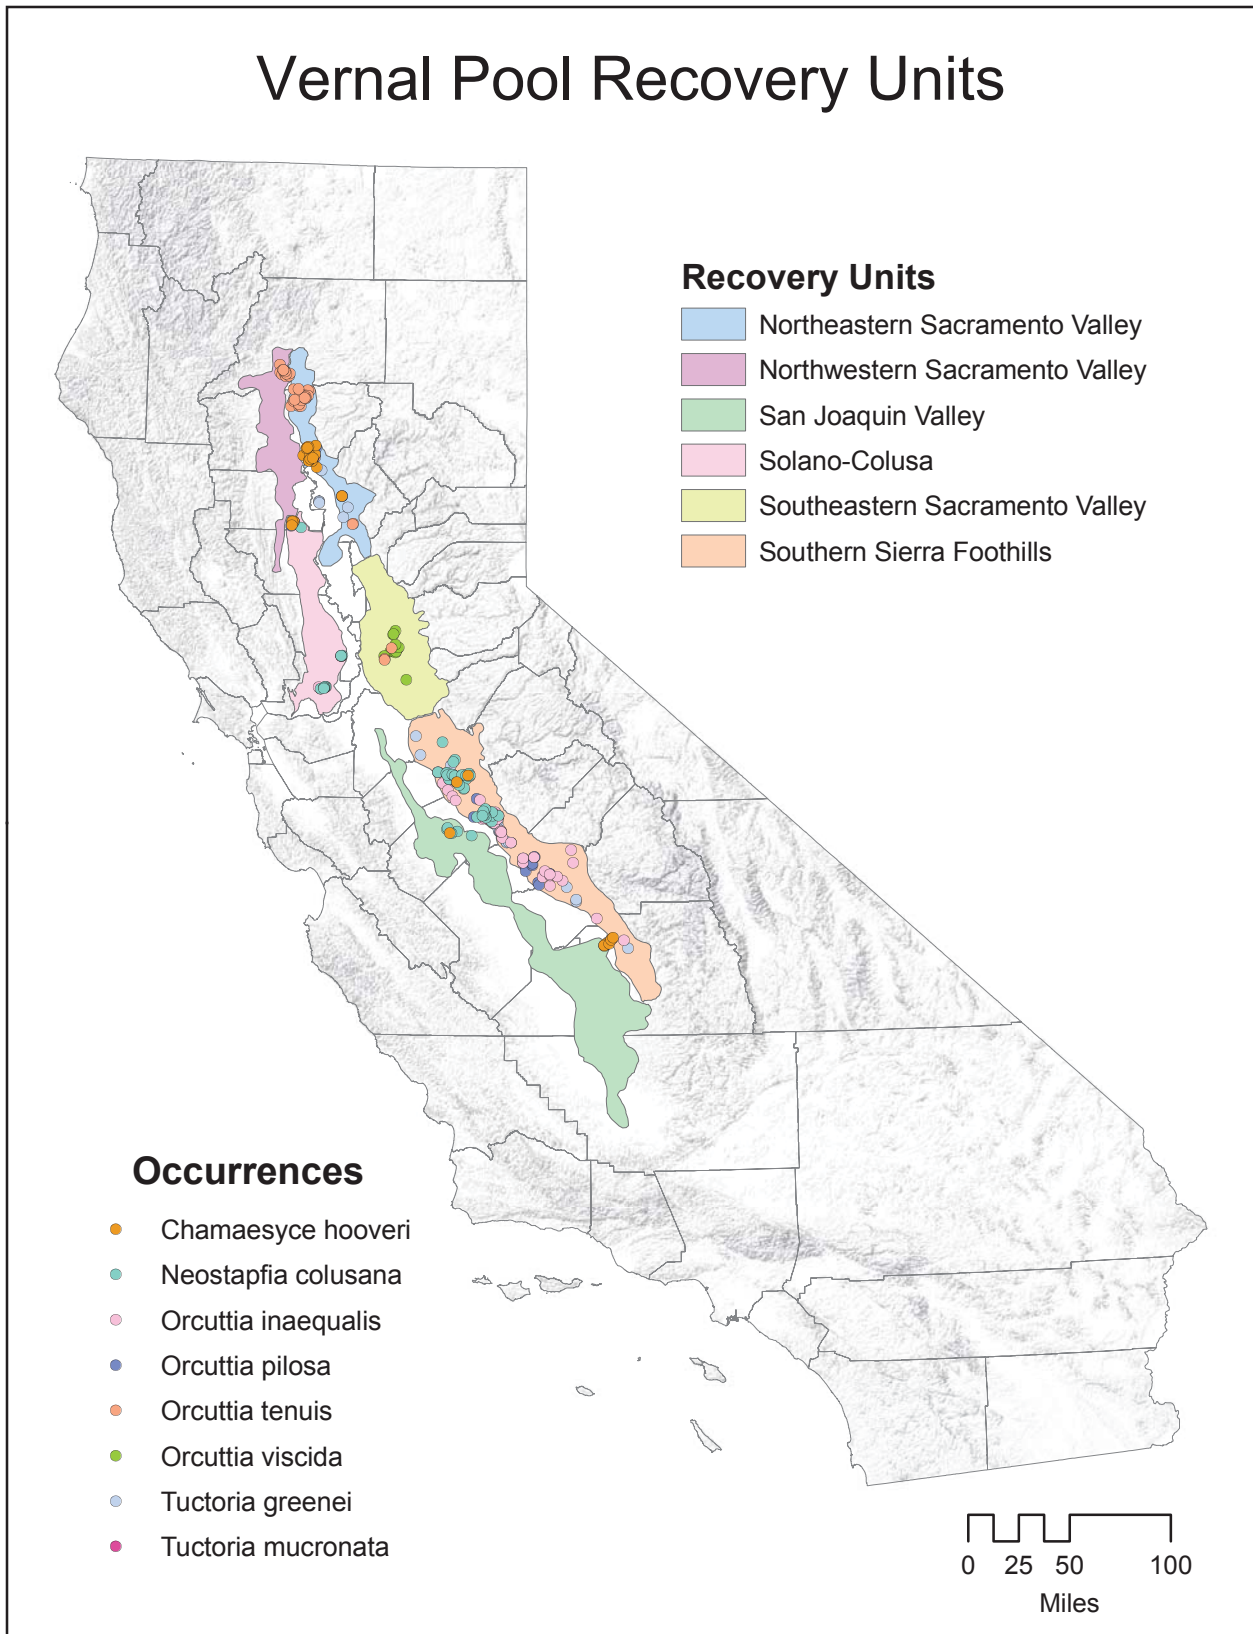 Vernal Pool Recovery Units
Recovery Units
Northeastern Sacramento Valley
Northwestern Sacramento Valley
San Joaquin Valley
Solano-Colusa
Southeastern Sacramento Valley
Southern Sierra Foothills
Occurrences
Chamaesyce hooveri
Neostapfia colusana
Orcuttia inaequalis
Orcuttia pilosa
Orcuttia tenuis
Orcuttia viscida
Tuctoria greenei
Tuctoria mucronata
0 25 50 100
Miles